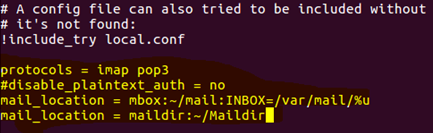 # A config file can also tried to be included without
# it's not found:
!include_try local.conf
protocols = imap pop3
#disable_plaintext_auth = no
mail_location = mbox:~/mail:INBOX=/var/mail/%u
mail_location = maildir:~/Maildir